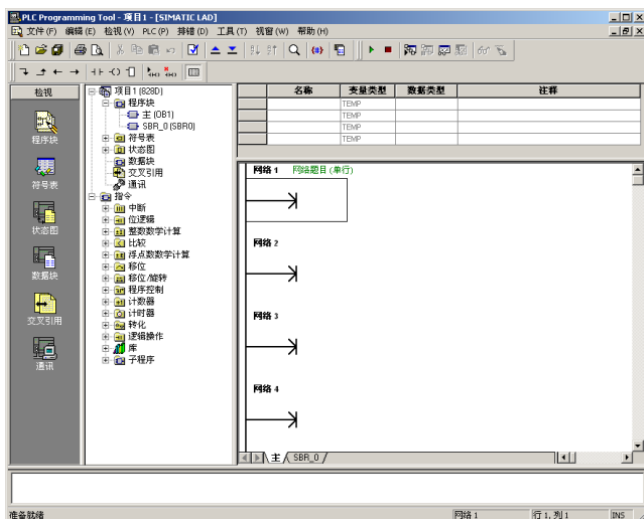 PLC Programming Tool - 项目1 - [SIMATIC LAD]
文件(F) 编辑(E) 检视(V) PLC(P) 排错(D) 工具(T) 视窗(W) 帮助(H)
检视
程序块
符号表
状态图
数据块
交叉引用
通讯
项目1 (828D)
程序块
主 (OB1)
SBR_0 (SBR0)
符号表
状态图
数据块
交叉引用
通讯
指令
中断
位逻辑
整数数学计算
比较
浮点数数学计算
移位
移位/旋转
程序控制
计数器
计时器
转化
逻辑操作
库
子程序
名称 变量类型 数据类型 注释
TEMP
TEMP
TEMP
TEMP
网络 1 网络题目 (单行)
网络 2
网络 3
网络 4
主 SBR_0
准备就绪
网络 1 行 1, 列 1 INS